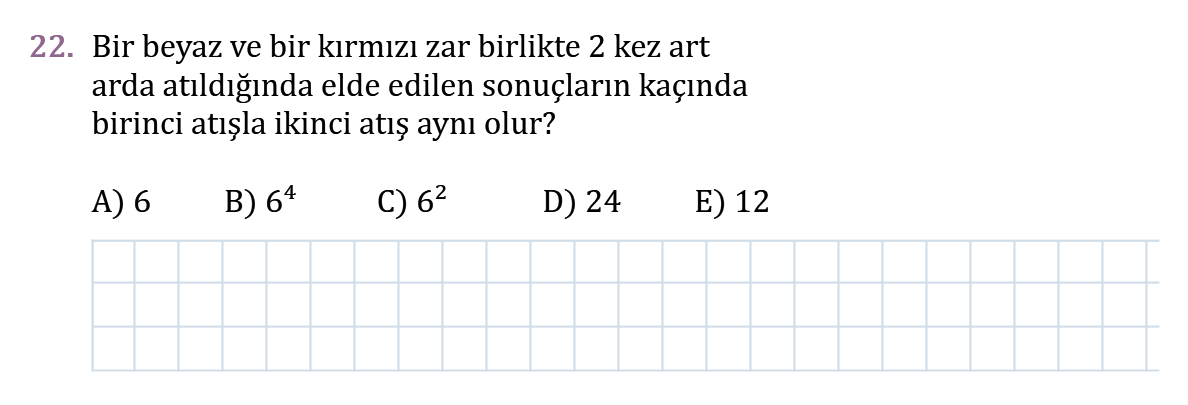 22. Bir beyaz ve bir kırmızı zar birlikte 2 kez art
arda atıldığında elde edilen sonuçların kaçında
birinci atışla ikinci atış aynı olur?
A) 6 B) 6⁴ C) 6² D) 24 E) 12